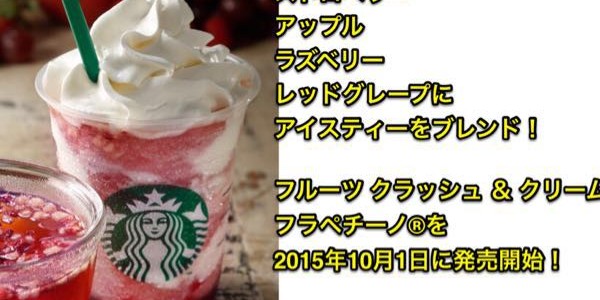 アップル
ラズベリー
レッドグレープに
アイスティーをブレンド！
フルーツ クラッシュ ＆ クリーム
フラペチーノ®を
2015年10月1日に発売開始！